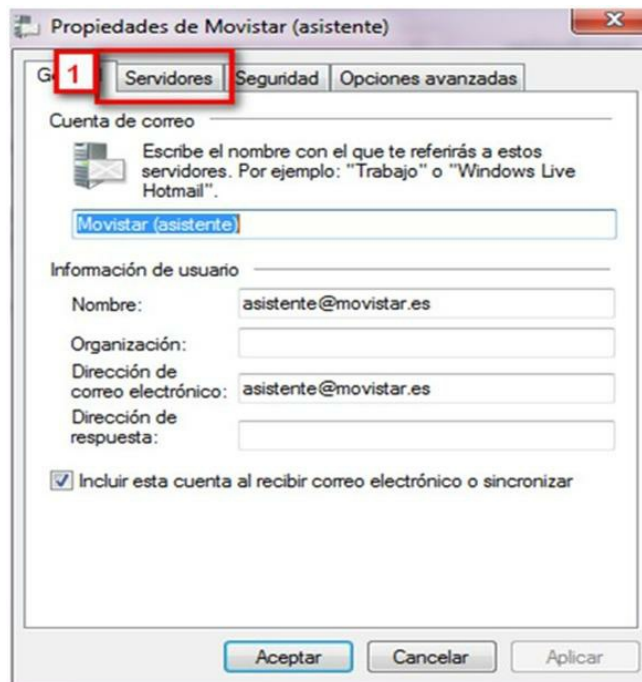 Propiedades de Movistar (asistente)
1 Servidores Seguridad Opciones avanzadas
Cuenta de correo
Escribe el nombre con el que te referirás a estos
servidores. Por ejemplo: "Trabajo" o "Windows Live
Hotmail".
Movistar (asistente)
Información de usuario
Nombre: asistente@movistar.es
Organización:
Dirección de
correo electrónico: asistente@movistar.es
Dirección de
respuesta:
Incluir esta cuenta al recibir correo electrónico o sincronizar
Aceptar Cancelar Aplicar